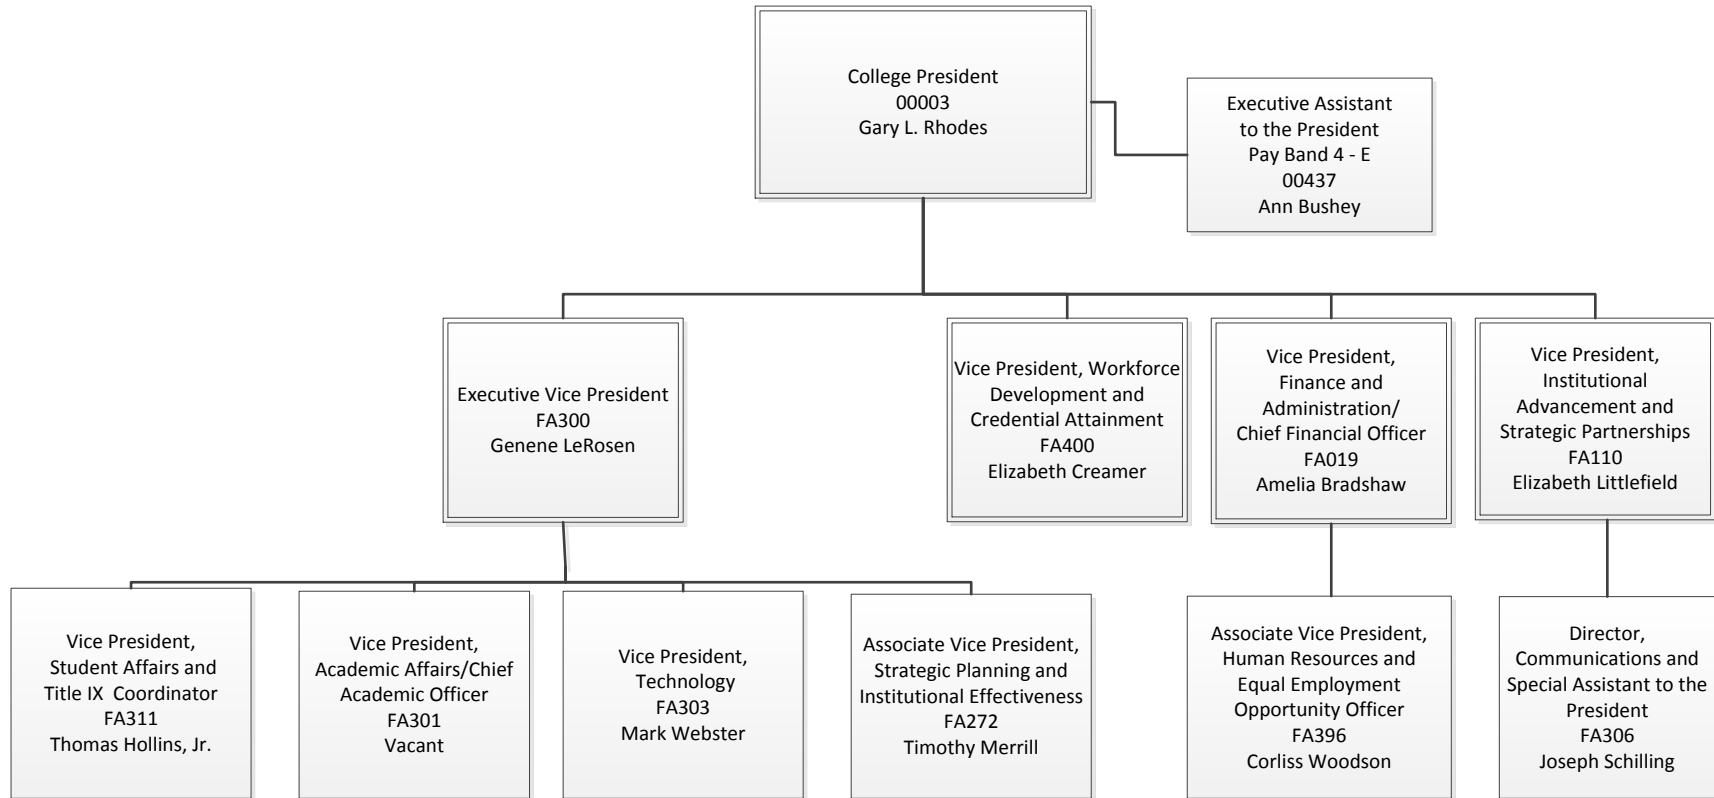 College President
00003
Gary L. Rhodes
Executive Assistant
to the President
Pay Band 4 - E
00437
Ann Bushey
Executive Vice President
FA300
Genene LeRosen
Vice President, Workforce
Development and
Credential Attainment
FA400
Elizabeth Creamer
Vice President,
Finance and
Administration/
Chief Financial Officer
FA019
Amelia Bradshaw
Vice President,
Institutional
Advancement and
Strategic Partnerships
FA110
Elizabeth Littlefield
Vice President,
Student Affairs and
Title IX Coordinator
FA311
Thomas Hollins, Jr.
Vice President,
Academic Affairs/Chief
Academic Officer
FA301
Vacant
Vice President,
Technology
FA303
Mark Webster
Associate Vice President,
Strategic Planning and
Institutional Effectiveness
FA272
Timothy Merrill
Associate Vice President,
Human Resources and
Equal Employment
Opportunity Officer
FA396
Corliss Woodson
Director,
Communications and
Special Assistant to the
President
FA306
Joseph Schilling